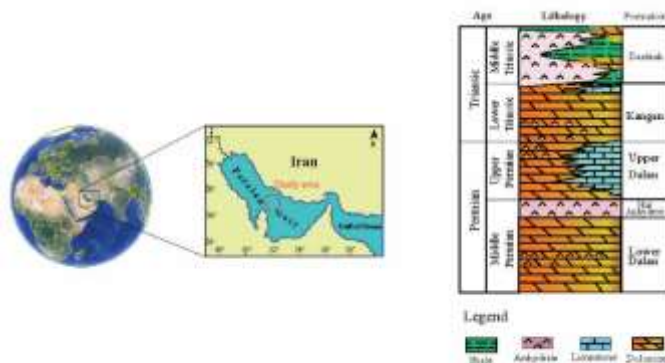 Age
Lithology
Formation
Triassic
Middle
Triassic
Dashtak
Lower
Triassic
Kangan
Permian
Upper
Permian
Upper
Dalan
Middle
Permian
Lower
Dalan
Iran
Persian Gulf
Study area
N
Legend
Shale
Anhydrite
Limestone
Dolomite